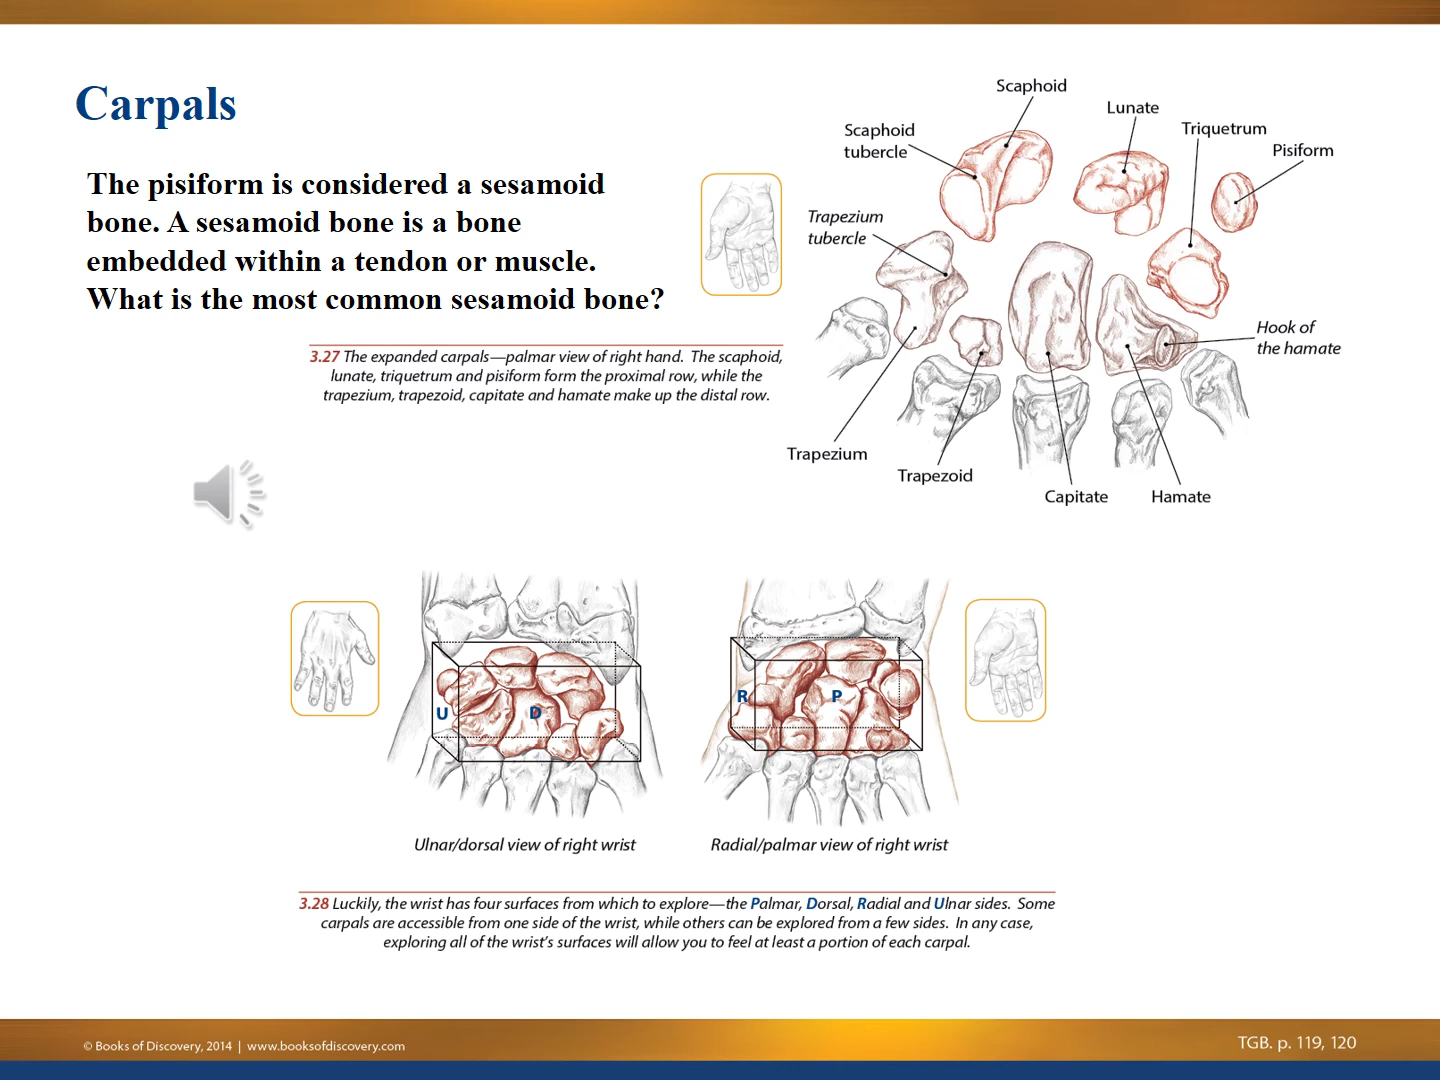 Carpals
The pisiform is considered a sesamoid
bone. A sesamoid bone is a bone
embedded within a tendon or muscle.
What is the most common sesamoid bone?
3.27 The expanded carpals—palmar view of right hand. The scaphoid,
lunate, triquetrum and pisiform form the proximal row, while the
trapezium, trapezoid, capitate and hamate make up the distal row.
Scaphoid
Lunate
Scaphoid
tubercle
Triquetrum
Pisiform
Trapezium
tubercle
Hook of
the hamate
Trapezium
Trapezoid
Capitate
Hamate
U
D
R
P
Ulnar/dorsal view of right wrist
Radial/palmar view of right wrist
3.28 Luckily, the wrist has four surfaces from which to explore—the Palmar, Dorsal, Radial and Ulnar sides. Some
carpals are accessible from one side of the wrist, while others can be explored from a few sides. In any case,
exploring all of the wrist's surfaces will allow you to feel at least a portion of each carpal.
© Books of Discovery, 2014 | www.booksofdiscovery.com
TGB. p. 119, 120